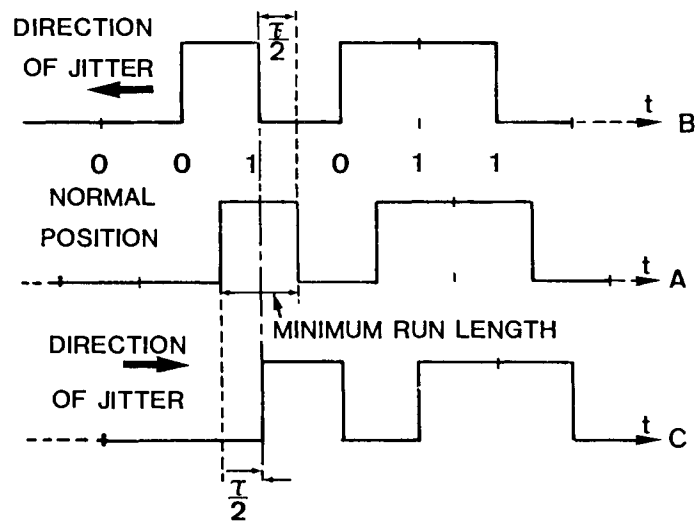 DIRECTION
OF JITTER
τ/2
t
B
0 0 1 0 1 1
NORMAL
POSITION
t
A
MINIMUM RUN LENGTH
DIRECTION
OF JITTER
t
C
τ/2